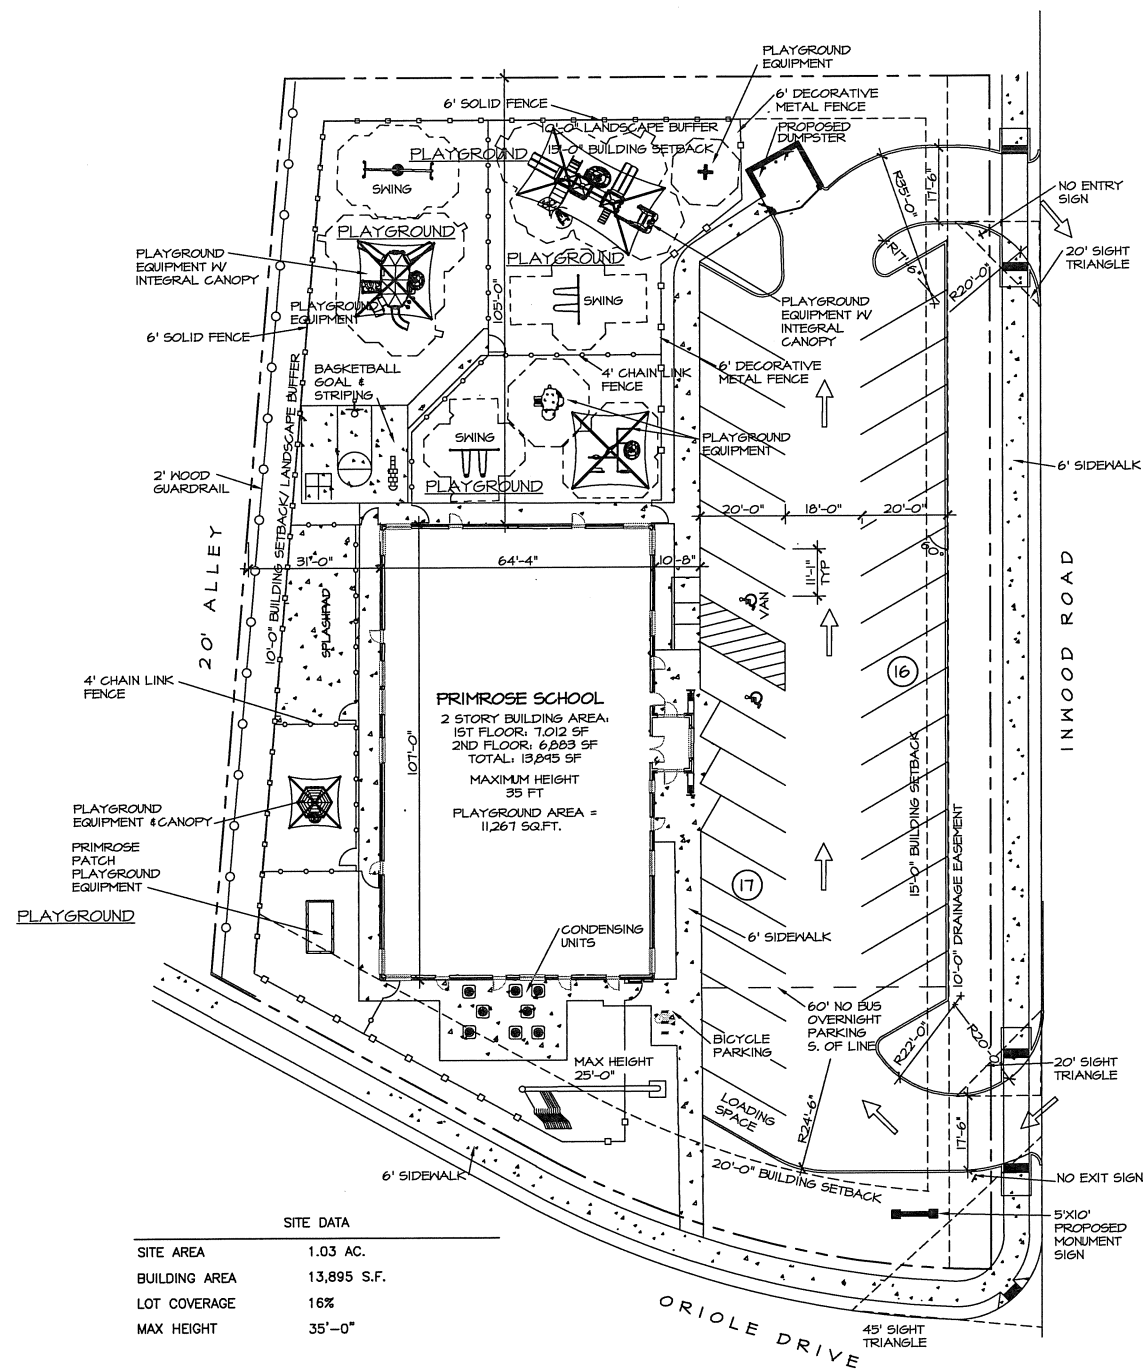 PLAYGROUND
EQUIPMENT
6' SOLID FENCE
6' DECORATIVE
METAL FENCE
10'-0" LANDSCAPE BUFFER
PROPOSED
DUMPSTER
15'-0" BUILDING SETBACK
PLAYGROUND
SWING
R35'-0"
17'-6"
NO ENTRY
SIGN
PLAYGROUND
PLAYGROUND
EQUIPMENT W/
INTEGRAL CANOPY
PLAYGROUND
R17'-6"
R20'-0"
20' SIGHT
TRIANGLE
105'-0"
SWING
PLAYGROUND
EQUIPMENT
PLAYGROUND
EQUIPMENT W/
INTEGRAL
CANOPY
6' SOLID FENCE
BASKETBALL
GOAL &
STRIPING
4' CHAIN LINK
FENCE
6' DECORATIVE
METAL FENCE
SWING
PLAYGROUND
EQUIPMENT
6' SIDEWALK
2' WOOD
GUARDRAIL
PLAYGROUND
10'-0" BUILDING SETBACK/ LANDSCAPE BUFFER
20'-0"
18'-0"
20'-0"
20' ALLEY
31'-0"
64'-4"
10'-8"
11'-1"
TYP
INWOOD ROAD
SPLASHPAD
VAN
16
4' CHAIN LINK
FENCE
PRIMROSE SCHOOL
2 STORY BUILDING AREA:
1ST FLOOR: 7,012 SF
2ND FLOOR: 6,883 SF
TOTAL: 13,895 SF
MAXIMUM HEIGHT
35 FT
PLAYGROUND AREA =
11,267 SQ.FT.
107'-0"
15'-0" BUILDING SETBACK
10'-0" DRAINAGE EASEMENT
PLAYGROUND
EQUIPMENT & CANOPY
PRIMROSE
PATCH
PLAYGROUND
EQUIPMENT
PLAYGROUND
17
CONDENSING
UNITS
6' SIDEWALK
60' NO BUS
OVERNIGHT
PARKING
S. OF LINE
BICYCLE
PARKING
R22'-0"
20' SIGHT
TRIANGLE
MAX HEIGHT
25'-0"
LOADING
SPACE
R24'-6"
17'-6"
6' SIDEWALK
20'-0" BUILDING SETBACK
NO EXIT SIGN
5'X10'
PROPOSED
MONUMENT
SIGN
SITE DATA
SITE AREA 1.03 AC.
BUILDING AREA 13,895 S.F.
LOT COVERAGE 16%
MAX HEIGHT 35'-0"
ORIOLE DRIVE
45' SIGHT
TRIANGLE